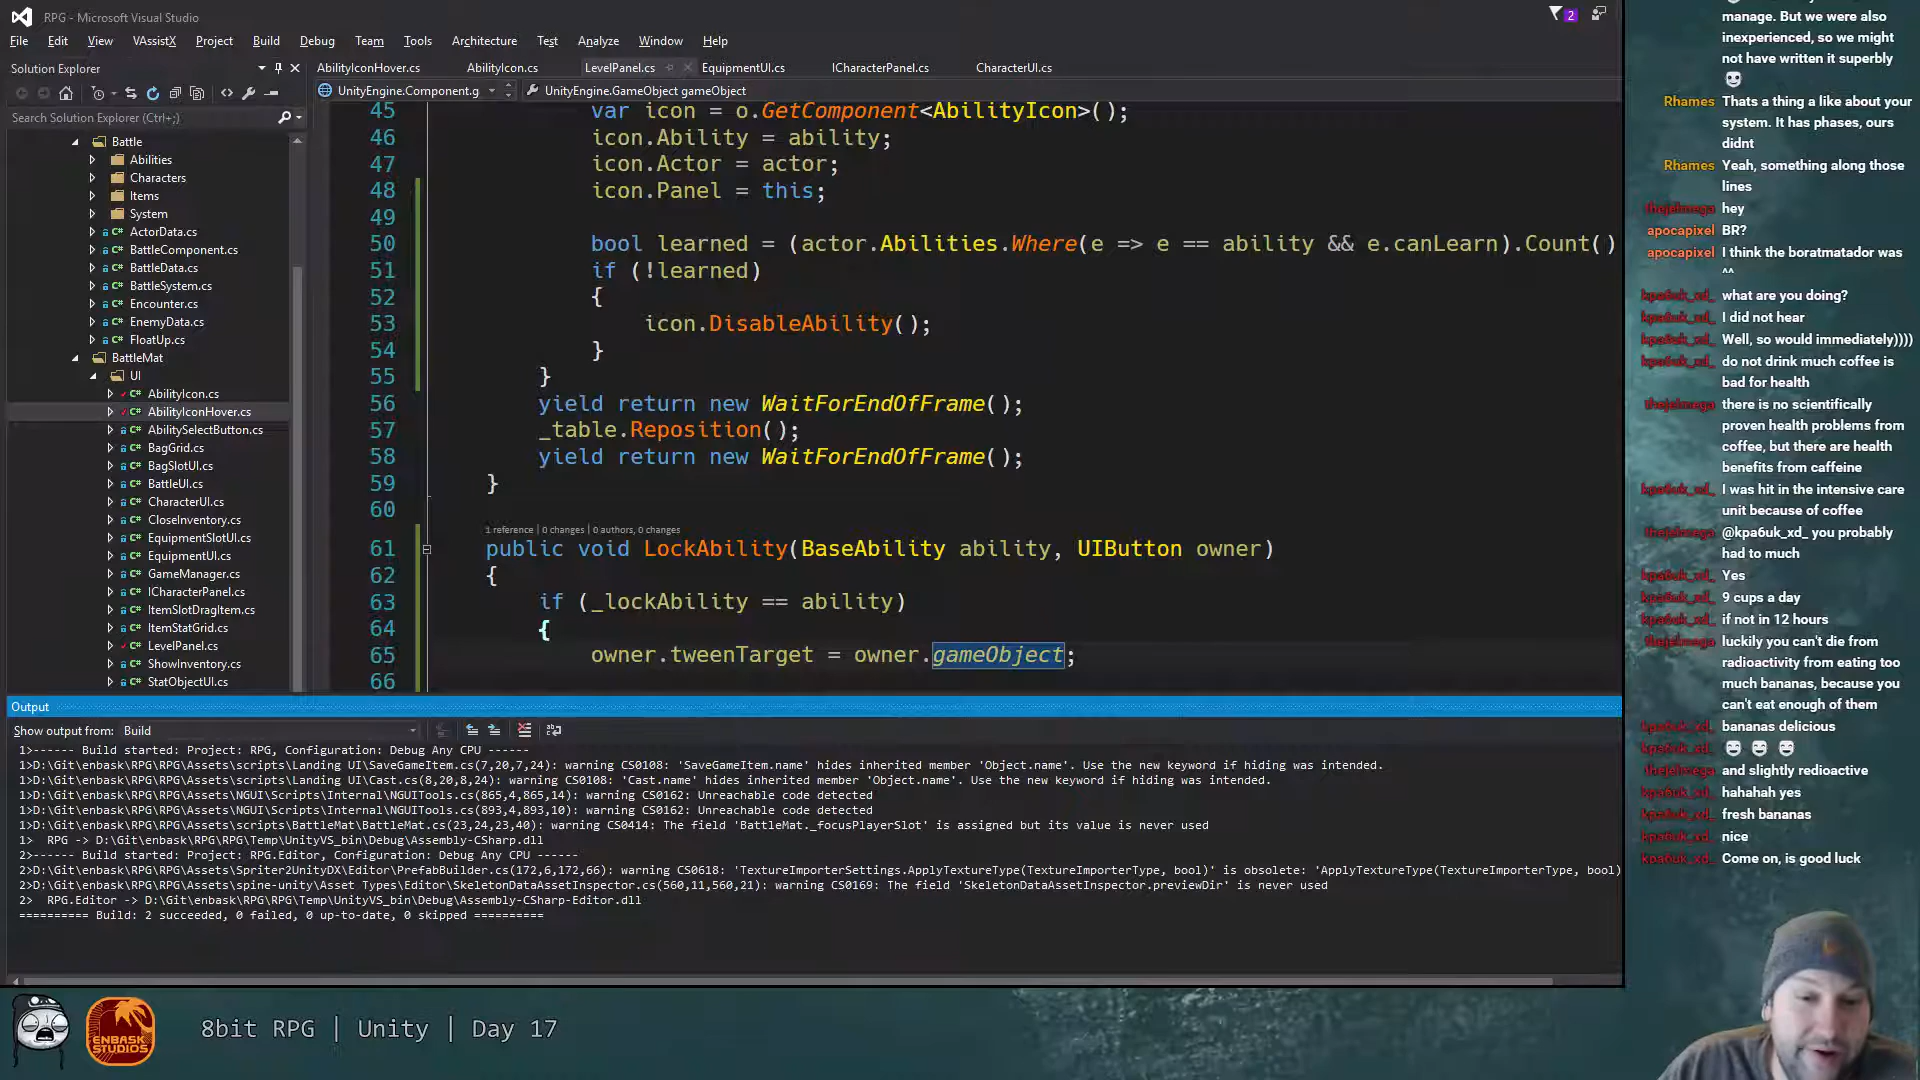 RPG - Microsoft Visual Studio
2
File Edit View VAssistX Project Build Debug Team Tools Architecture Test Analyze Window Help
Solution Explorer
Search Solution Explorer (Ctrl+;)
Battle
Abilities
Characters
Items
System
ActorData.cs
BattleComponent.cs
BattleData.cs
BattleSystem.cs
Encounter.cs
EnemyData.cs
FloatUp.cs
BattleMat
UI
AbilityIcon.cs
AbilityIconHover.cs
AbilitySelectButton.cs
BagGrid.cs
BagSlotUI.cs
BattleUI.cs
CharacterUI.cs
CloseInventory.cs
EquipmentSlotUI.cs
EquipmentUI.cs
GameManager.cs
ICharacterPanel.cs
ItemSlotDragItem.cs
ItemStatGrid.cs
LevelPanel.cs
ShowInventory.cs
StatObjectUI.cs
AbilityIconHover.cs AbilityIcon.cs LevelPanel.cs EquipmentUI.cs ICharacterPanel.cs CharacterUI.cs
UnityEngine.Component.g UnityEngine.GameObject gameObject
45 var icon = o.GetComponent<AbilityIcon>();
46 icon.Ability = ability;
47 icon.Actor = actor;
48 icon.Panel = this;
49
50 bool learned = (actor.Abilities.Where(e => e == ability && e.canLearn).Count()
51 if (!learned)
52 {
53 icon.DisableAbility();
54 }
55 }
56 yield return new WaitForEndOfFrame();
57 _table.Reposition();
58 yield return new WaitForEndOfFrame();
59 }
60
1 reference | 0 changes | 0 authors, 0 changes
61 public void LockAbility(BaseAbility ability, UIButton owner)
62 {
63 if (_lockAbility == ability)
64 {
65 owner.tweenTarget = owner.gameObject;
66
Output
Show output from: Build
1>------ Build started: Project: RPG, Configuration: Debug Any CPU ------
1>D:\Git\enbask\RPG\RPG\Assets\scripts\Landing UI\SaveGameItem.cs(7,20,7,24): warning CS0108: 'SaveGameItem.name' hides inherited member 'Object.name'. Use the new keyword if hiding was intended.
1>D:\Git\enbask\RPG\RPG\Assets\scripts\Landing UI\Cast.cs(8,20,8,24): warning CS0108: 'Cast.name' hides inherited member 'Object.name'. Use the new keyword if hiding was intended.
1>D:\Git\enbask\RPG\RPG\Assets\NGUI\Scripts\Internal\NGUITools.cs(865,4,865,14): warning CS0162: Unreachable code detected
1>D:\Git\enbask\RPG\RPG\Assets\NGUI\Scripts\Internal\NGUITools.cs(893,4,893,10): warning CS0162: Unreachable code detected
1>D:\Git\enbask\RPG\RPG\Assets\scripts\BattleMat\BattleMat.cs(23,24,23,40): warning CS0414: The field 'BattleMat._focusPlayerSlot' is assigned but its value is never used
1> RPG -> D:\Git\enbask\RPG\RPG\Temp\UnityVS_bin\Debug\Assembly-CSharp.dll
2>------ Build started: Project: RPG.Editor, Configuration: Debug Any CPU ------
2>D:\Git\enbask\RPG\RPG\Assets\Spriter2UnityDX\Editor\PrefabBuilder.cs(172,6,172,66): warning CS0618: 'TextureImporterSettings.ApplyTextureType(TextureImporterType, bool)' is obsolete: 'ApplyTextureType(TextureImporterType, bool)
2>D:\Git\enbask\RPG\RPG\Assets\spine-unity\Asset Types\Editor\SkeletonDataAssetInspector.cs(560,11,560,21): warning CS0169: The field 'SkeletonDataAssetInspector.previewDir' is never used
2> RPG.Editor -> D:\Git\enbask\RPG\RPG\Temp\UnityVS_bin\Debug\Assembly-CSharp-Editor.dll
========== Build: 2 succeeded, 0 failed, 0 up-to-date, 0 skipped ==========
ENBASK
STUDIOS
8bit RPG | Unity | Day 17
manage. But we were also
inexperienced, so we might
not have written it superbly
Rhames Thats a thing a like about your
system. It has phases, ours
didnt
Rhames Yeah, something along those
lines
thejelmega hey
apocapixel BR?
apocapixel I think the boratmatador was
^^
kpa6uk_xd_ what are you doing?
kpa6uk_xd_ I did not hear
kpa6uk_xd_ Well, so would immediately))))
kpa6uk_xd_ do not drink much coffee is
bad for health
thejelmega there is no scientifically
proven health problems from
coffee, but there are health
benefits from caffeine
kpa6uk_xd_ I was hit in the intensive care
unit because of coffee
thejelmega @kpa6uk_xd_ you probably
had to much
kpa6uk_xd_ Yes
kpa6uk_xd_ 9 cups a day
kpa6uk_xd_ if not in 12 hours
thejelmega luckily you can't die from
radioactivity from eating too
much bananas, because you
can't eat enough of them
kpa6uk_xd_ bananas delicious
kpa6uk_xd_
thejelmega and slightly redioactive
kpa6uk_xd_ hahahah yes
kpa6uk_xd_ fresh bananas
kpa6uk_xd_ nice
kpa6uk_xd_ Come on, is good luck